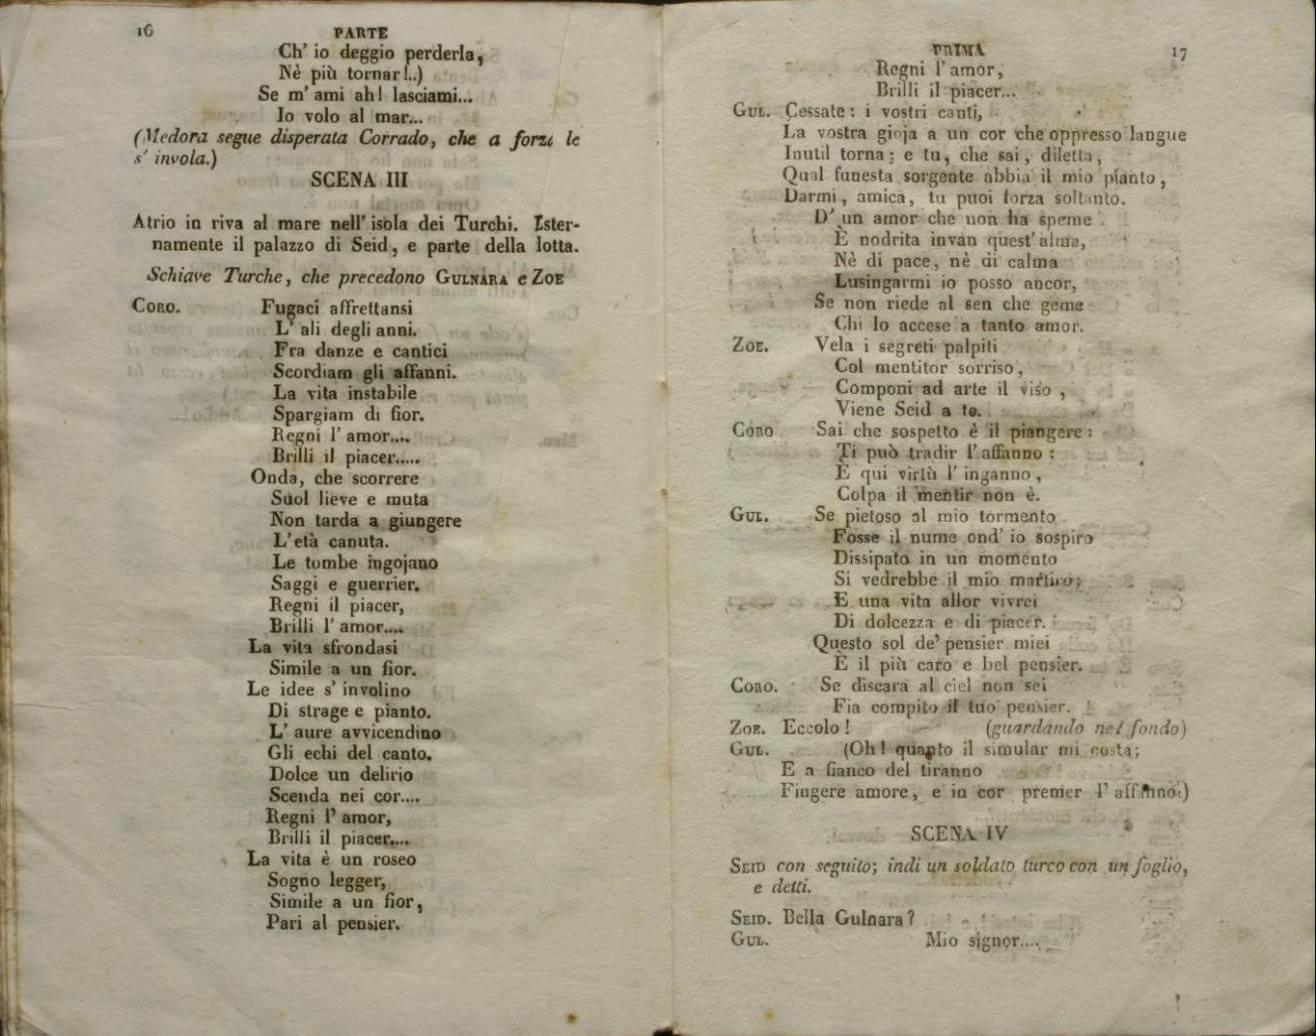 16
PARTE
Ch' io deggio perderla,
Nè più tornar!..)
Se m' ami ah! lasciami...
Io volo al mar...
(Medora segue disperata Corrado, che a forza le
s' invola.)
SCENA III
Atrio in riva al mare nell' isola dei Turchi. Ester-
namente il palazzo di Seid, e parte della lotta.
Schiave Turche, che precedono GULNARA e ZOE
CORO. Fugaci affrettansi
L' ali degli anni.
Fra danze e cantici
Scordiam gli affanni.
La vita instabile
Spargiam di fior.
Regni l' amor....
Brilli il piacer.....
Onda, che scorrere
Suol lieve e muta
Non tarda a giungere
L' età canuta.
Le tombe ingojano
Saggi e guerrier.
Regni il piacer,
Brilli l' amor....
La vita sfrondasi
Simile a un fior.
Le idee s' involino
Di strage e pianto.
L' aure avvicendino
Gli echi del canto.
Dolce un delirio
Scenda nei cor....
Regni l' amor,
Brilli il piacer....
La vita è un roseo
Sogno legger,
Simile a un fior,
Pari al pensier.
PRIMA
17
Regni l' amor,
Brilli il piacer...
GUL. Cessate: i vostri canti,
La vostra gioja a un cor che oppresso langue
Inutil torna; e tu, che sai, diletta,
Qual funesta sorgente abbia il mio pianto,
Darmi, amica, tu puoi forza soltanto.
D' un amor che non ha speme
È nodrita invan quest' alma,
Nè di pace, nè di calma
Lusingarmi io posso ancor,
Se non riede al sen che geme
Chi lo accese a tanto amor.
ZOE. Vela i segreti palpiti
Col mentitor sorriso,
Componi ad arte il viso,
Viene Seid a te.
CORO Sai che sospetto è il piangere:
Ti può tradir l' affanno:
È qui virtù l' inganno,
Colpa il mentir non è.
GUL. Se pietoso al mio tormento
Fosse il nume ond' io sospiro
Dissipato in un momento
Si vedrebbe il mio martiro;
E una vita allor vivrei
Di dolcezza e di piacer.
Questo sol de' pensier miei
È il più caro e bel pensier.
CORO. Se discara al ciel non sei
Fia compito il tuo pensier.
ZOE. Eccolo! (guardando nel fondo)
GUL. (Oh! quanto il simular mi costa;
E a fianco del tiranno
Fingere amore, e in cor premer l' affanno!)
SCENA IV
SEID con seguito; indi un soldato turco con un foglio,
e detti.
SEID. Bella Gulnara?
GUL. Mio signor....